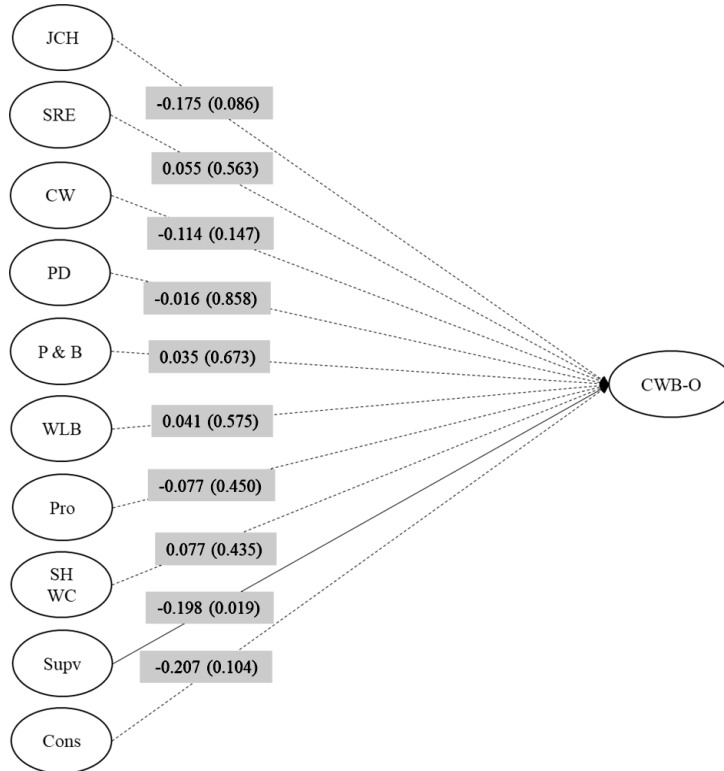 JCH
-0.175 (0.086)
SRE
0.055 (0.563)
CW
-0.114 (0.147)
PD
-0.016 (0.858)
P & B
0.035 (0.673)
CWB-O
WLB
0.041 (0.575)
Pro
-0.077 (0.450)
SH
WC
0.077 (0.435)
Supv
-0.198 (0.019)
Cons
-0.207 (0.104)